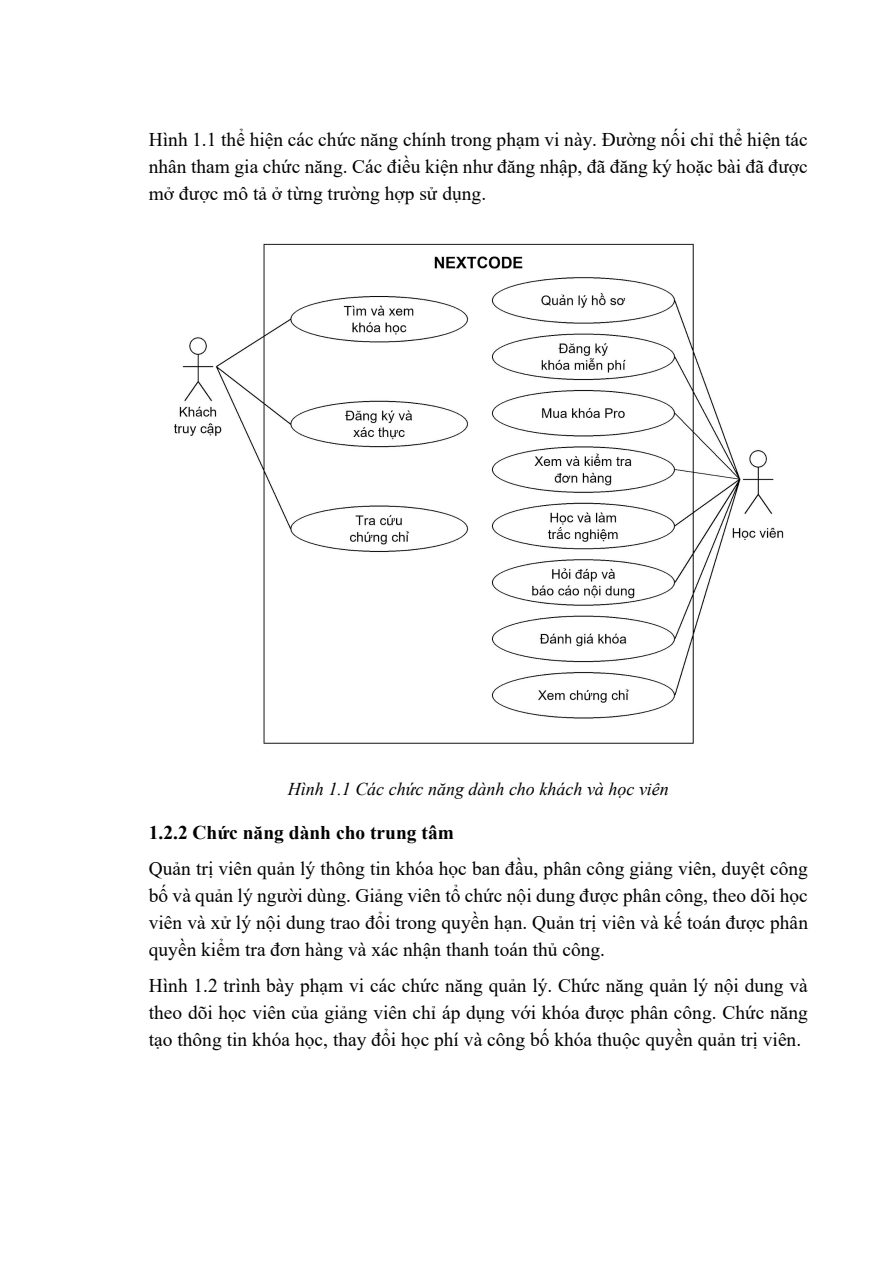 Hình 1.1 thể hiện các chức năng chính trong phạm vi này. Đường nối chỉ thể hiện tác
nhân tham gia chức năng. Các điều kiện như đăng nhập, đã đăng ký hoặc bài đã được
mở được mô tả ở từng trường hợp sử dụng.
NEXTCODE
Tìm và xem
khóa học
Đăng ký và
xác thực
Tra cứu
chứng chỉ
Khách
truy cập
Quản lý hồ sơ
Đăng ký
khóa miễn phí
Mua khóa Pro
Xem và kiểm tra
đơn hàng
Học và làm
trắc nghiệm
Hỏi đáp và
báo cáo nội dung
Đánh giá khóa
Xem chứng chỉ
Học viên
Hình 1.1 Các chức năng dành cho khách và học viên
1.2.2 Chức năng dành cho trung tâm
Quản trị viên quản lý thông tin khóa học ban đầu, phân công giảng viên, duyệt công
bố và quản lý người dùng. Giảng viên tổ chức nội dung được phân công, theo dõi học
viên và xử lý nội dung trao đổi trong quyền hạn. Quản trị viên và kế toán được phân
quyền kiểm tra đơn hàng và xác nhận thanh toán thủ công.
Hình 1.2 trình bày phạm vi các chức năng quản lý. Chức năng quản lý nội dung và
theo dõi học viên của giảng viên chỉ áp dụng với khóa được phân công. Chức năng
tạo thông tin khóa học, thay đổi học phí và công bố khóa thuộc quyền quản trị viên.